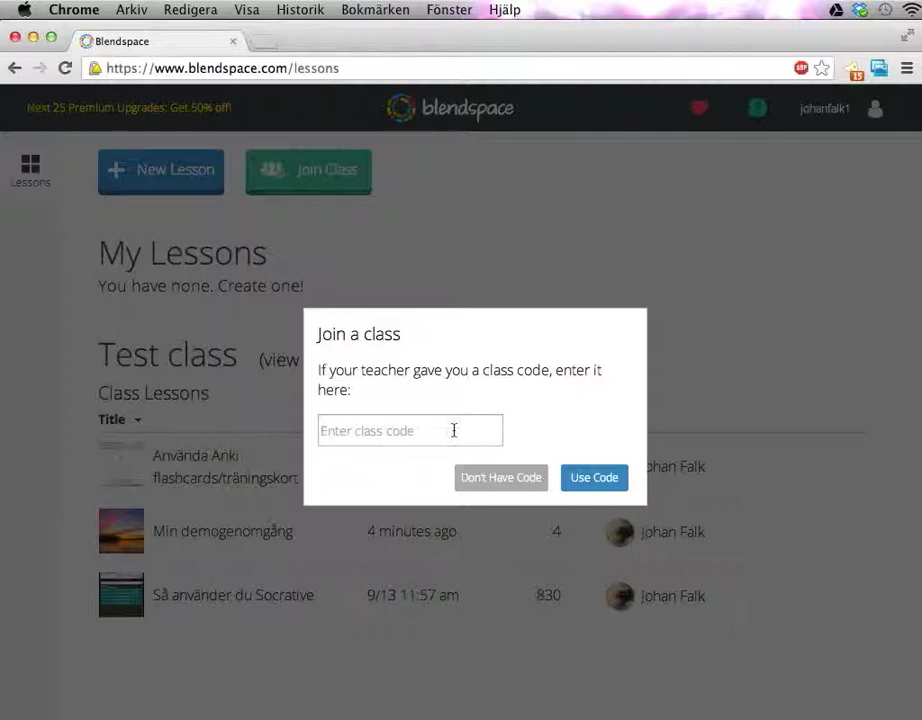 Chrome Arkiv Redigera Visa Historik Bokmärken Fönster Hjälp
Blendspace
https://www.blendspace.com/lessons
ABP
15
Next 25 Premium Upgrades: Get 50% off!
blendspace
johanfalk1
Lessons
New Lesson
Join Class
My Lessons
You have none. Create one!
Test class (view
Class Lessons
Title
Använda Anki
flashcards/träningskort
ohan Falk
Min demogenomgång 4 minutes ago 4 Johan Falk
Så använder du Socrative 9/13 11:57 am 830 Johan Falk
Join a class
If your teacher gave you a class code, enter it
here:
Enter class code
Don't Have Code
Use Code